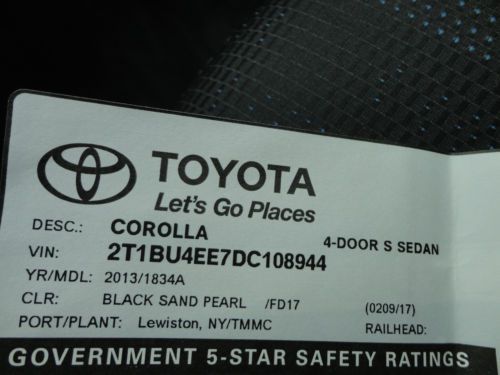 TOYOTA
Let's Go Places
DESC.: COROLLA 4-DOOR S SEDAN
VIN: 2T1BU4EE7DC108944
YR/MDL: 2013/1834A
CLR: BLACK SAND PEARL /FD17 (0209/17)
PORT/PLANT: Lewiston, NY/TMMC RAILHEAD:
GOVERNMENT 5-STAR SAFETY RATINGS